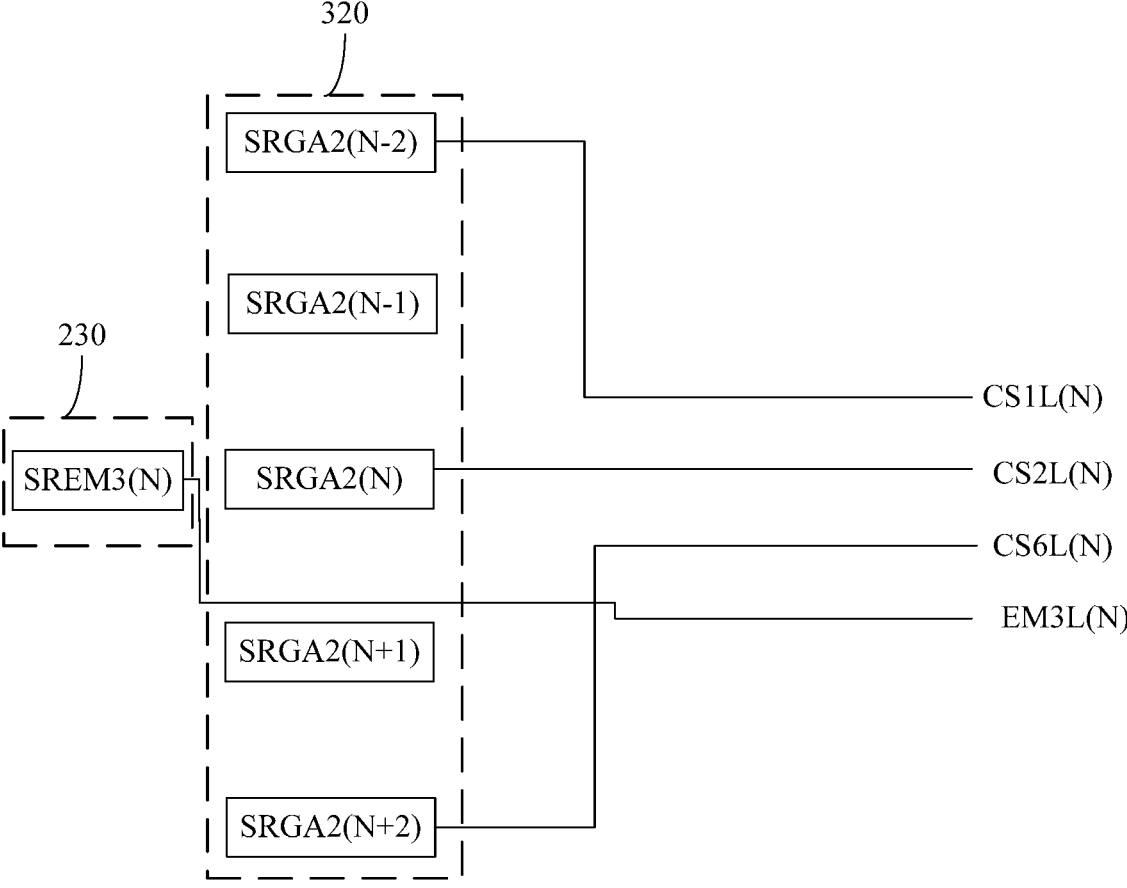 320
SRGA2(N-2)
SRGA2(N-1)
230
CS1L(N)
SREM3(N)
SRGA2(N)
CS2L(N)
CS6L(N)
EM3L(N)
SRGA2(N+1)
SRGA2(N+2)